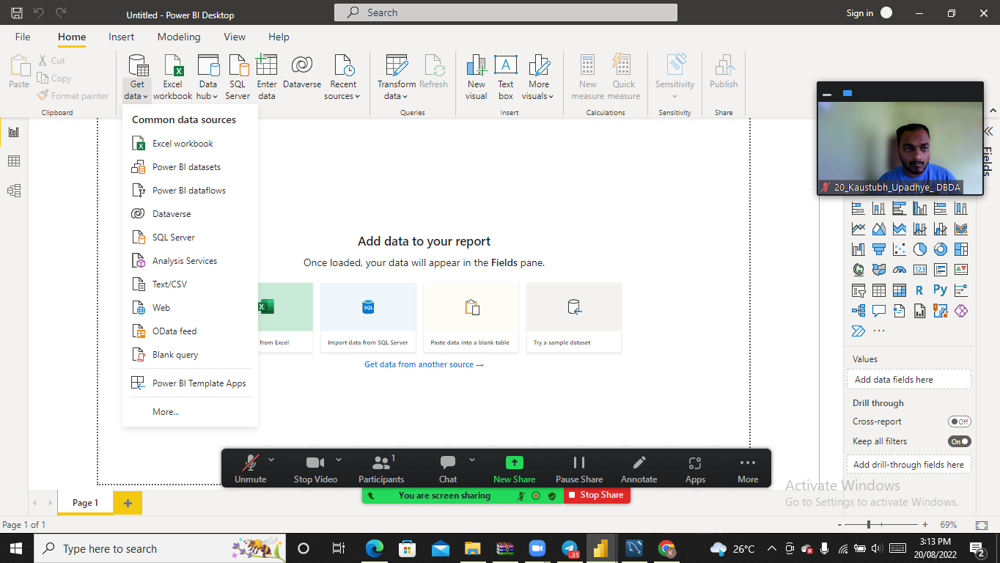 Untitled - Power BI Desktop
Search
Sign in
File Home Insert Modeling View Help
Paste
Cut
Copy
Format painter
Clipboard
Get data
Excel workbook
Data hub
SQL Server
Enter data
Dataverse
Recent sources
Transform data
Refresh
Queries
New visual
Text box
More visuals
Insert
New measure
Quick measure
Calculations
Sensitivity
Sensitivity
Publish
Share
Common data sources
Excel workbook
Power BI datasets
Power BI dataflows
Dataverse
SQL Server
Analysis Services
Text/CSV
Web
OData feed
Blank query
Power BI Template Apps
More...
Add data to your report
Once loaded, your data will appear in the Fields pane.
SQL
from Excel
Import data from SQL Server
Paste data into a blank table
Try a sample dataset
Get data from another source →
20_Kaustubh_Upadhye_ DBDA
Fields
123
R
Py
Values
Add data fields here
Drill through
Cross-report
Off
Keep all filters
On
Add drill-through fields here
Unmute
Stop Video
1
Participants
Chat
New Share
Pause Share
Annotate
Apps
More
You are screen sharing
Stop Share
Activate Windows
Go to Settings to activate Windows.
Page 1
Page 1 of 1
- + 69%
Type here to search
35
K
26°C
3:13 PM
20/08/2022
2